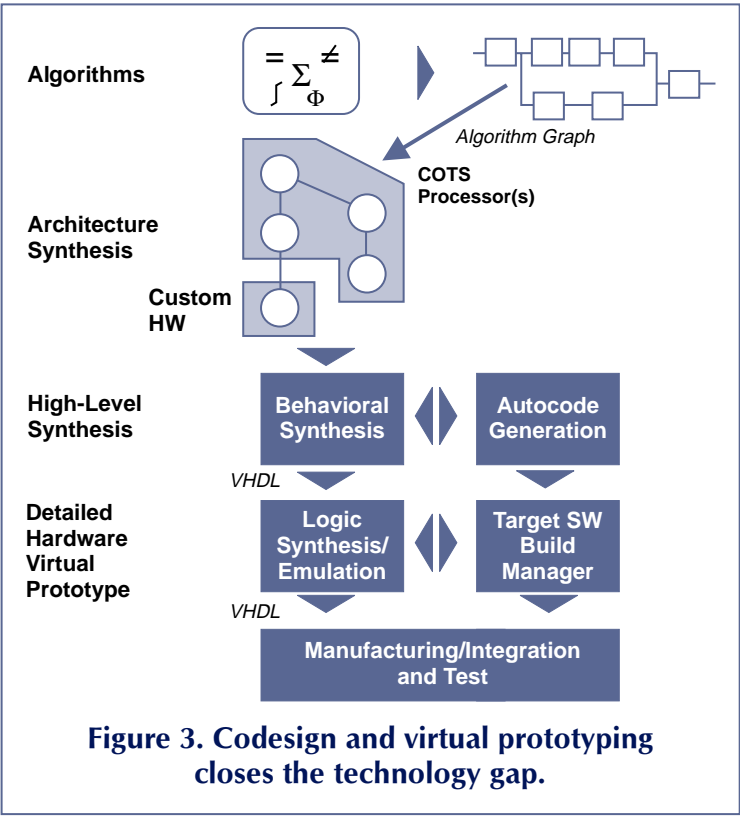 Algorithms
= Σ ≠
∫ Φ
Algorithm Graph
COTS
Processor(s)
Architecture
Synthesis
Custom
HW
High-Level
Synthesis
Behavioral
Synthesis
Autocode
Generation
VHDL
Detailed
Hardware
Virtual
Prototype
Logic
Synthesis/
Emulation
Target SW
Build
Manager
VHDL
Manufacturing/Integration
and Test
Figure 3. Codesign and virtual prototyping
closes the technology gap.